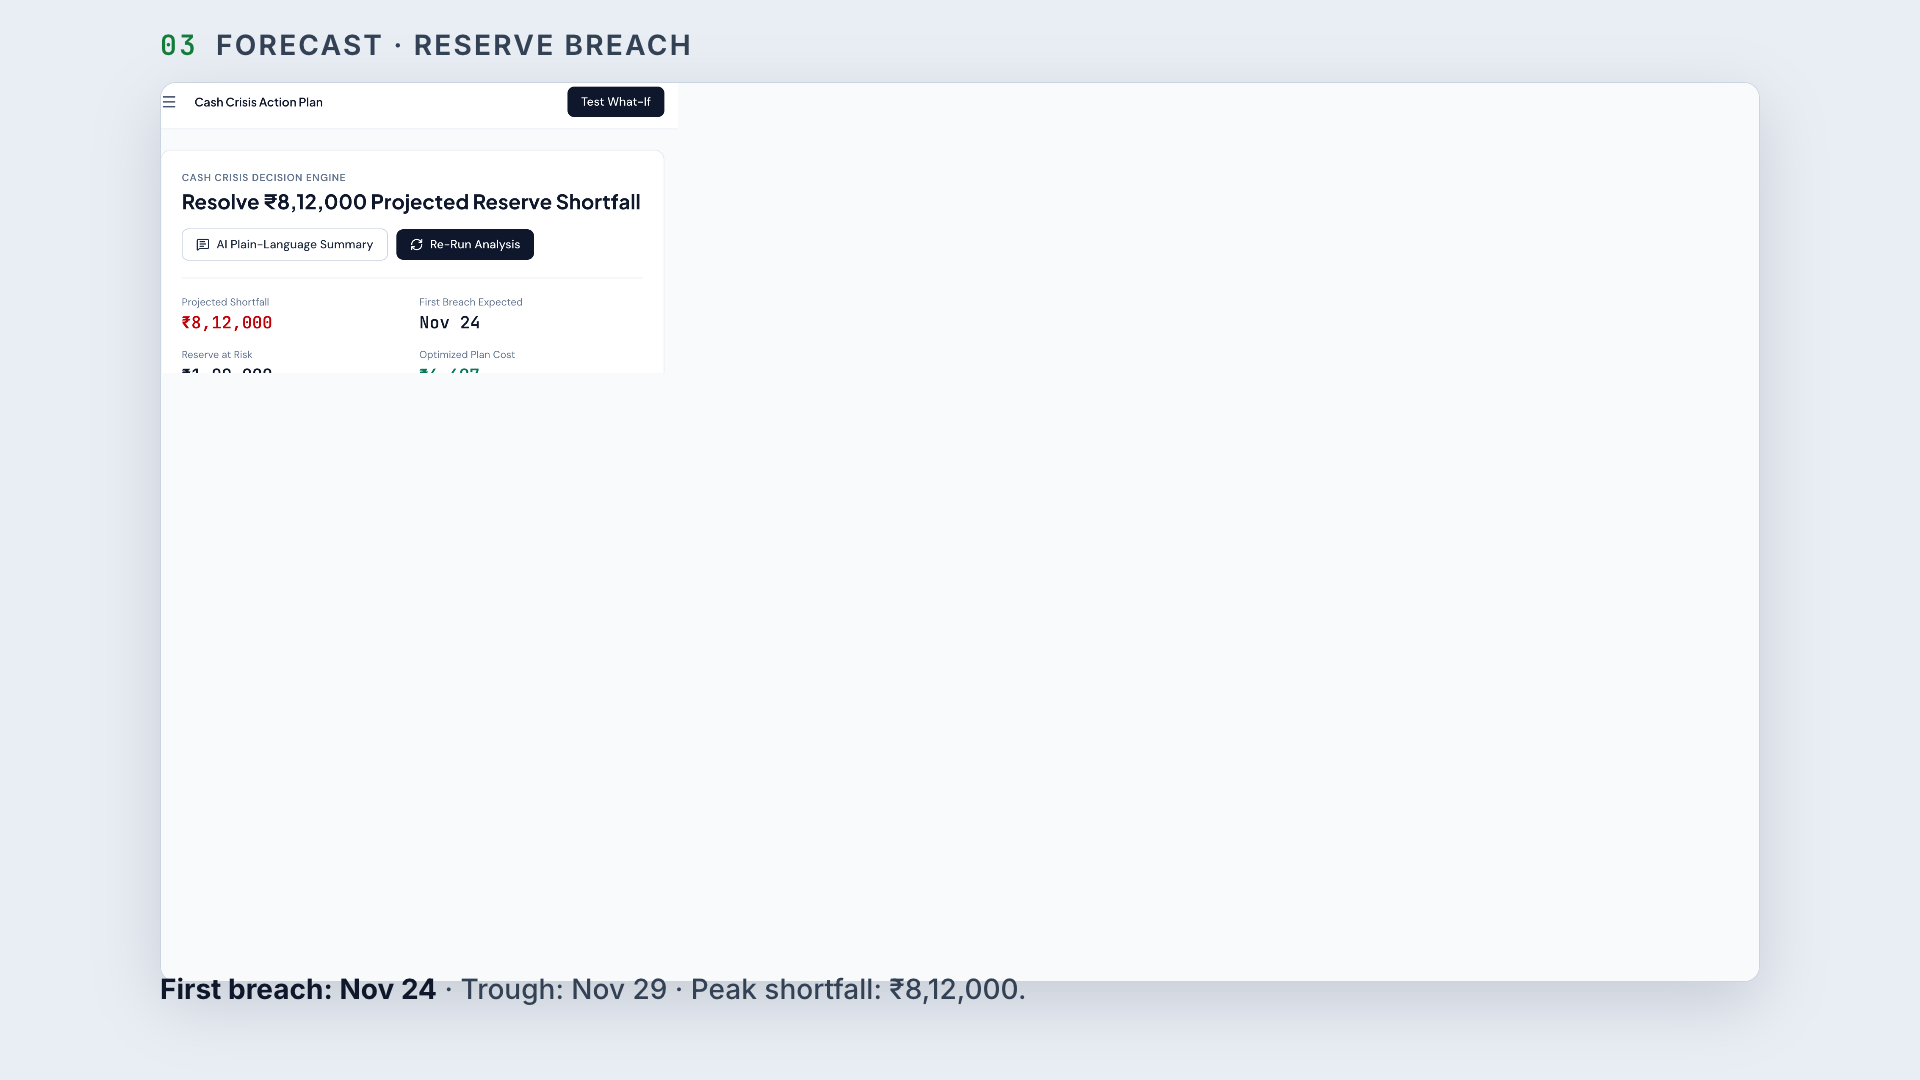 03 FORECAST · RESERVE BREACH
Cash Crisis Action Plan
Test What-If
CASH CRISIS DECISION ENGINE
Resolve ₹8,12,000 Projected Reserve Shortfall
AI Plain-Language Summary
Re-Run Analysis
Projected Shortfall
First Breach Expected
₹8,12,000
Nov 24
Reserve at Risk
Optimized Plan Cost
First breach: Nov 24 · Trough: Nov 29 · Peak shortfall: ₹8,12,000.